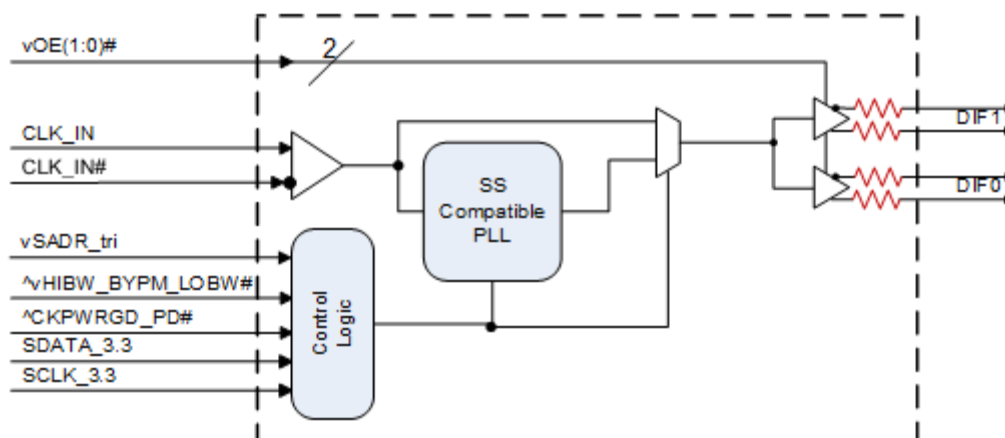 vOE(1:0)#
2
CLK_IN
CLK_IN#
SS
Compatible
PLL
DIF1
DIF0
vSADR_tri
^vHIBW_BYPM_LOBW#
^CKPWRGD_PD#
SDATA_3.3
SCLK_3.3
Control
Logic